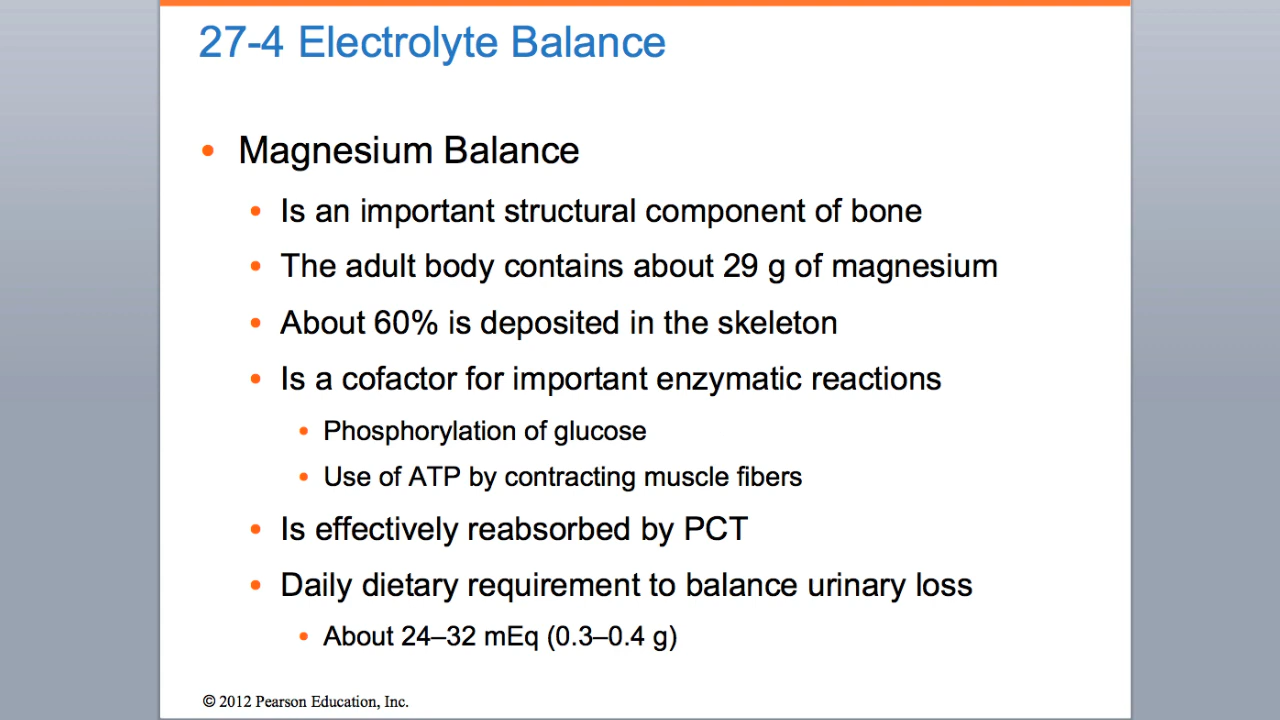 27-4 Electrolyte Balance
• Magnesium Balance
• Is an important structural component of bone
• The adult body contains about 29 g of magnesium
• About 60% is deposited in the skeleton
• Is a cofactor for important enzymatic reactions
• Phosphorylation of glucose
• Use of ATP by contracting muscle fibers
• Is effectively reabsorbed by PCT
• Daily dietary requirement to balance urinary loss
• About 24–32 mEq (0.3–0.4 g)
© 2012 Pearson Education, Inc.